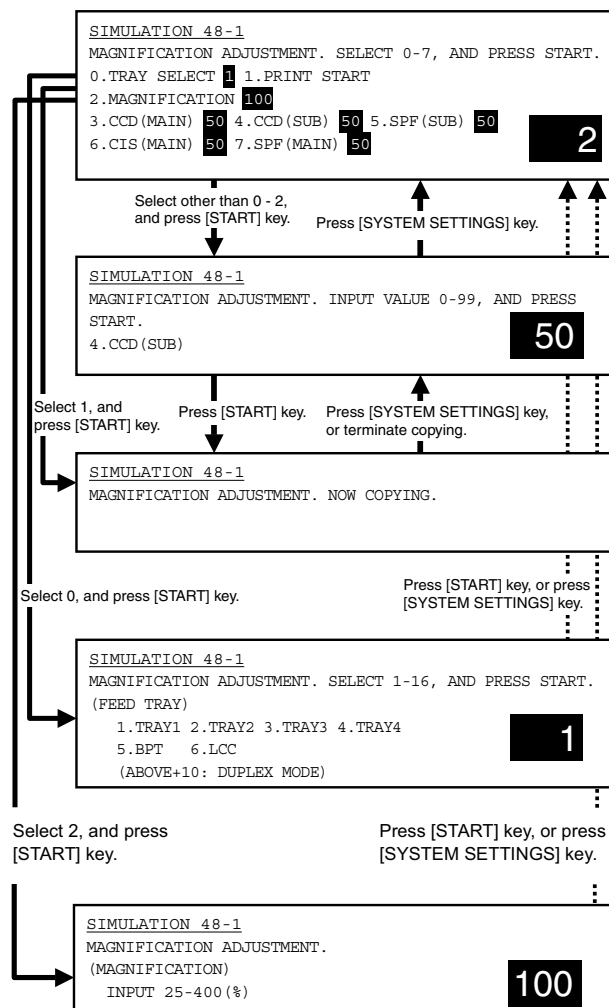 SIMULATION 48-1
MAGNIFICATION ADJUSTMENT. SELECT 0-7, AND PRESS START.
0.TRAY SELECT 1 1.PRINT START
2.MAGNIFICATION 100
3.CCD(MAIN) 50 4.CCD(SUB) 50 5.SPF(SUB) 50
6.CIS(MAIN) 50 7.SPF(MAIN) 50
2
Select other than 0 - 2,
and press [START] key.
Press [SYSTEM SETTINGS] key.
SIMULATION 48-1
MAGNIFICATION ADJUSTMENT. INPUT VALUE 0-99, AND PRESS
START.
4.CCD(SUB)
50
Select 1, and
press [START] key.
Press [START] key.
Press [SYSTEM SETTINGS] key,
or terminate copying.
SIMULATION 48-1
MAGNIFICATION ADJUSTMENT. NOW COPYING.
Select 0, and press [START] key.
Press [START] key, or press
[SYSTEM SETTINGS] key.
SIMULATION 48-1
MAGNIFICATION ADJUSTMENT. SELECT 1-16, AND PRESS START.
(FEED TRAY)
1.TRAY1 2.TRAY2 3.TRAY3 4.TRAY4
5.BPT 6.LCC
(ABOVE+10: DUPLEX MODE)
1
Select 2, and press
[START] key.
Press [START] key, or press
[SYSTEM SETTINGS] key.
SIMULATION 48-1
MAGNIFICATION ADJUSTMENT.
(MAGNIFICATION)
INPUT 25-400(%)
100